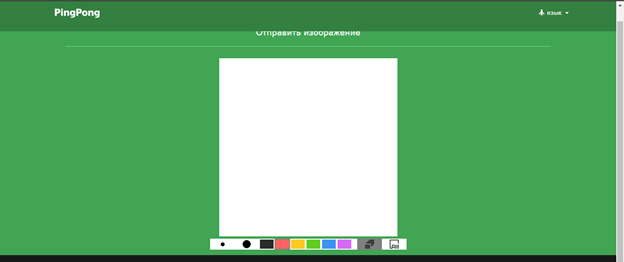 PingPong
язык
Отправить изображение